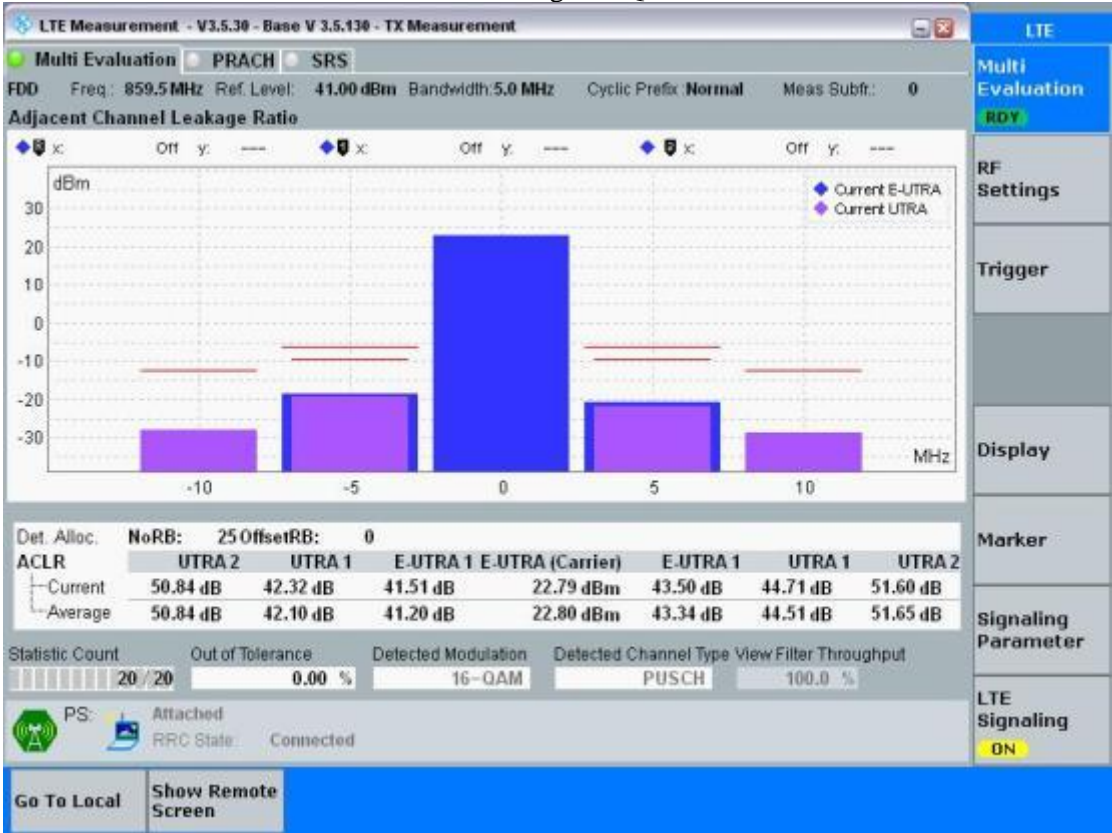 LTE Measurement - V3.5.30 - Base V 3.5.130 - TX Measurement
LTE
Multi Evaluation PRACH SRS
Multi
Evaluation
RDY
FDD Freq.: 859.5 MHz Ref. Level: 41.00 dBm Bandwidth: 5.0 MHz Cyclic Prefix: Normal Meas Subfr.: 0
Adjacent Channel Leakage Ratio
x: Off y: --- x: Off y: --- x: Off y: ---
dBm
Current E-UTRA
Current UTRA
30
20
10
0
-10
-20
-30
MHz
-10 -5 0 5 10
RF
Settings
Trigger
Display
Marker
Signaling
Parameter
LTE
Signaling
ON
Det. Alloc. NoRB: 25 OffsetRB: 0
ACLR UTRA 2 UTRA 1 E-UTRA 1 E-UTRA (Carrier) E-UTRA 1 UTRA 1 UTRA 2
Current 50.84 dB 42.32 dB 41.51 dB 22.79 dBm 43.50 dB 44.71 dB 51.60 dB
Average 50.84 dB 42.10 dB 41.20 dB 22.80 dBm 43.34 dB 44.51 dB 51.65 dB
Statistic Count Out of Tolerance Detected Modulation Detected Channel Type View Filter Throughput
20 / 20 0.00 % 16-QAM PUSCH 100.0 %
PS: Attached
RRC State: Connected
Go To Local Show Remote
Screen